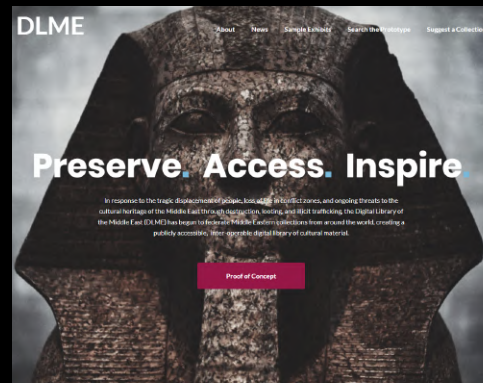 DLME
About News Sample Exhibits Search the Prototype Suggest a Collection
Preserve. Access. Inspire.
In response to the tragic displacement of people, loss of life in conflict zones, and ongoing threats to the
cultural heritage of the Middle East through destruction, looting, and illicit trafficking, the Digital Library of
the Middle East (DLME) has begun to federate Middle Eastern collections from around the world, creating a
publicly accessible, inter-operable digital library of cultural material.
Proof of Concept